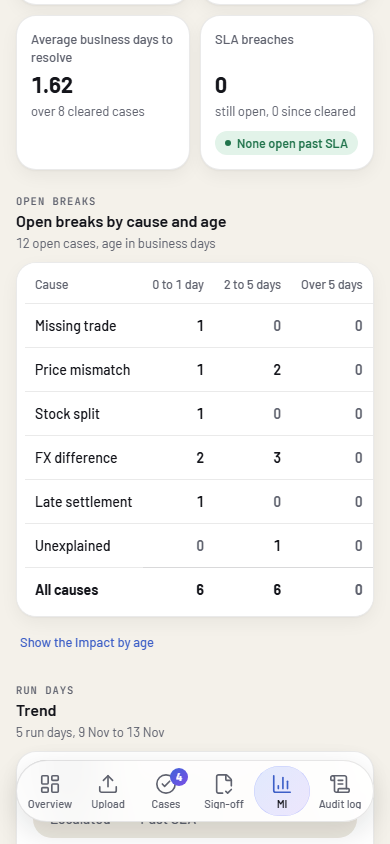 Average business days to
resolve
1.62
over 8 cleared cases
SLA breaches
0
still open, 0 since cleared
None open past SLA
OPEN BREAKS
Open breaks by cause and age
12 open cases, age in business days
Cause 0 to 1 day 2 to 5 days Over 5 days
Missing trade 1 0 0
Price mismatch 1 2 0
Stock split 1 0 0
FX difference 2 3 0
Late settlement 1 0 0
Unexplained 0 1 0
All causes 6 6 0
Show the Impact by age
RUN DAYS
Trend
5 run days, 9 Nov to 13 Nov
4
Overview Upload Cases Sign-off MI Audit log
Escalated Past SLA